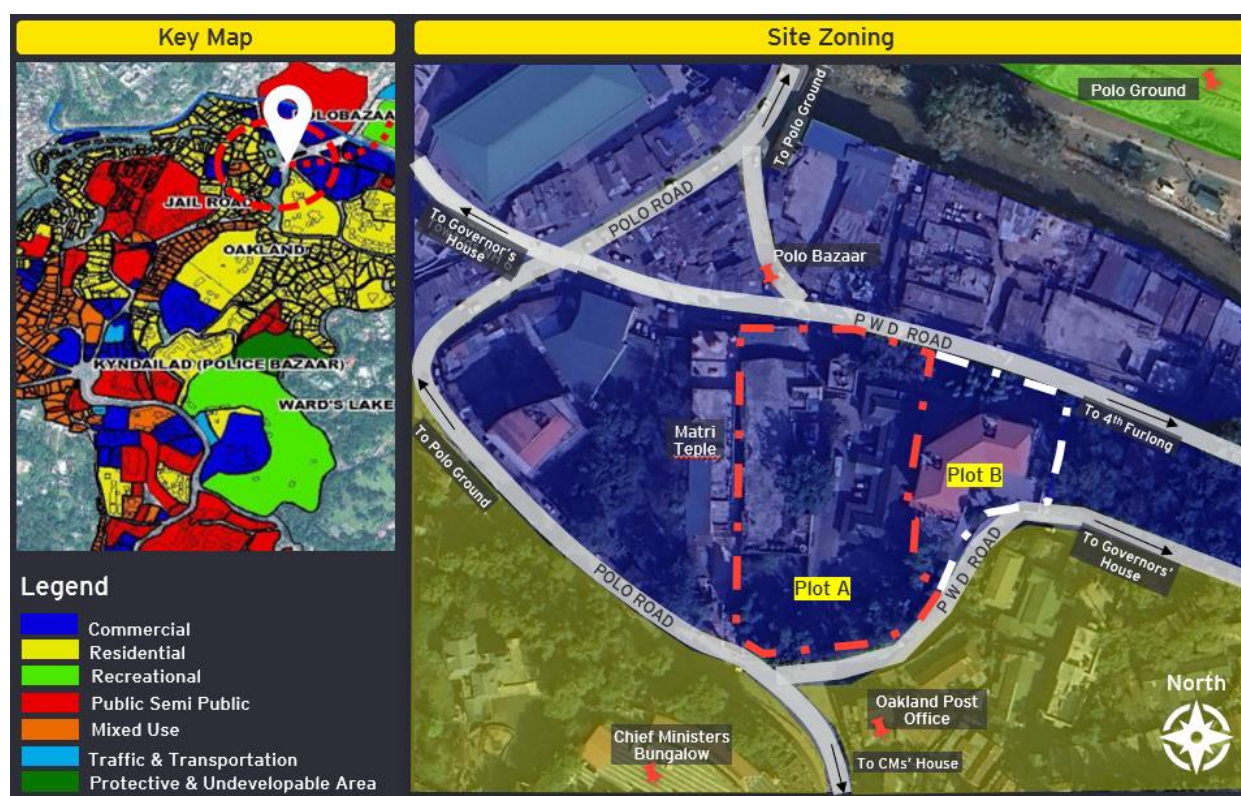 Key Map
POLOBAZAA
JAIL ROAD
OAKLAND
KYNDAILAD (POLICE BAZAAR)
WARD'S LAKE
Legend
Commercial
Residential
Recreational
Public Semi Public
Mixed Use
Traffic & Transportation
Protective & Undevelopable Area
Site Zoning
Polo Ground
To Polo Ground
POLO ROAD
To Governor's
House
Polo Bazaar
PWD ROAD
To 4th Furlong
Matri
Teple
Plot B
To Polo Ground
Plot A
PWD ROAD
To Governors'
House
POLO ROAD
North
Oakland Post
Office
Chief Ministers
Bungalow
To CMs' House